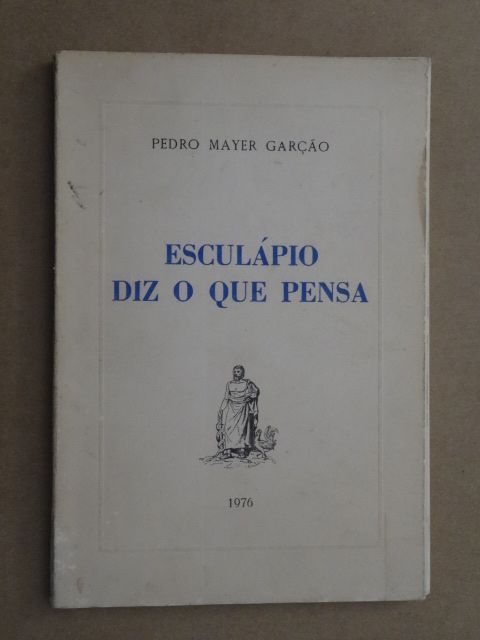 PEDRO MAYER GARÇÃO
ESCULÁPIO
DIZ O QUE PENSA
1976